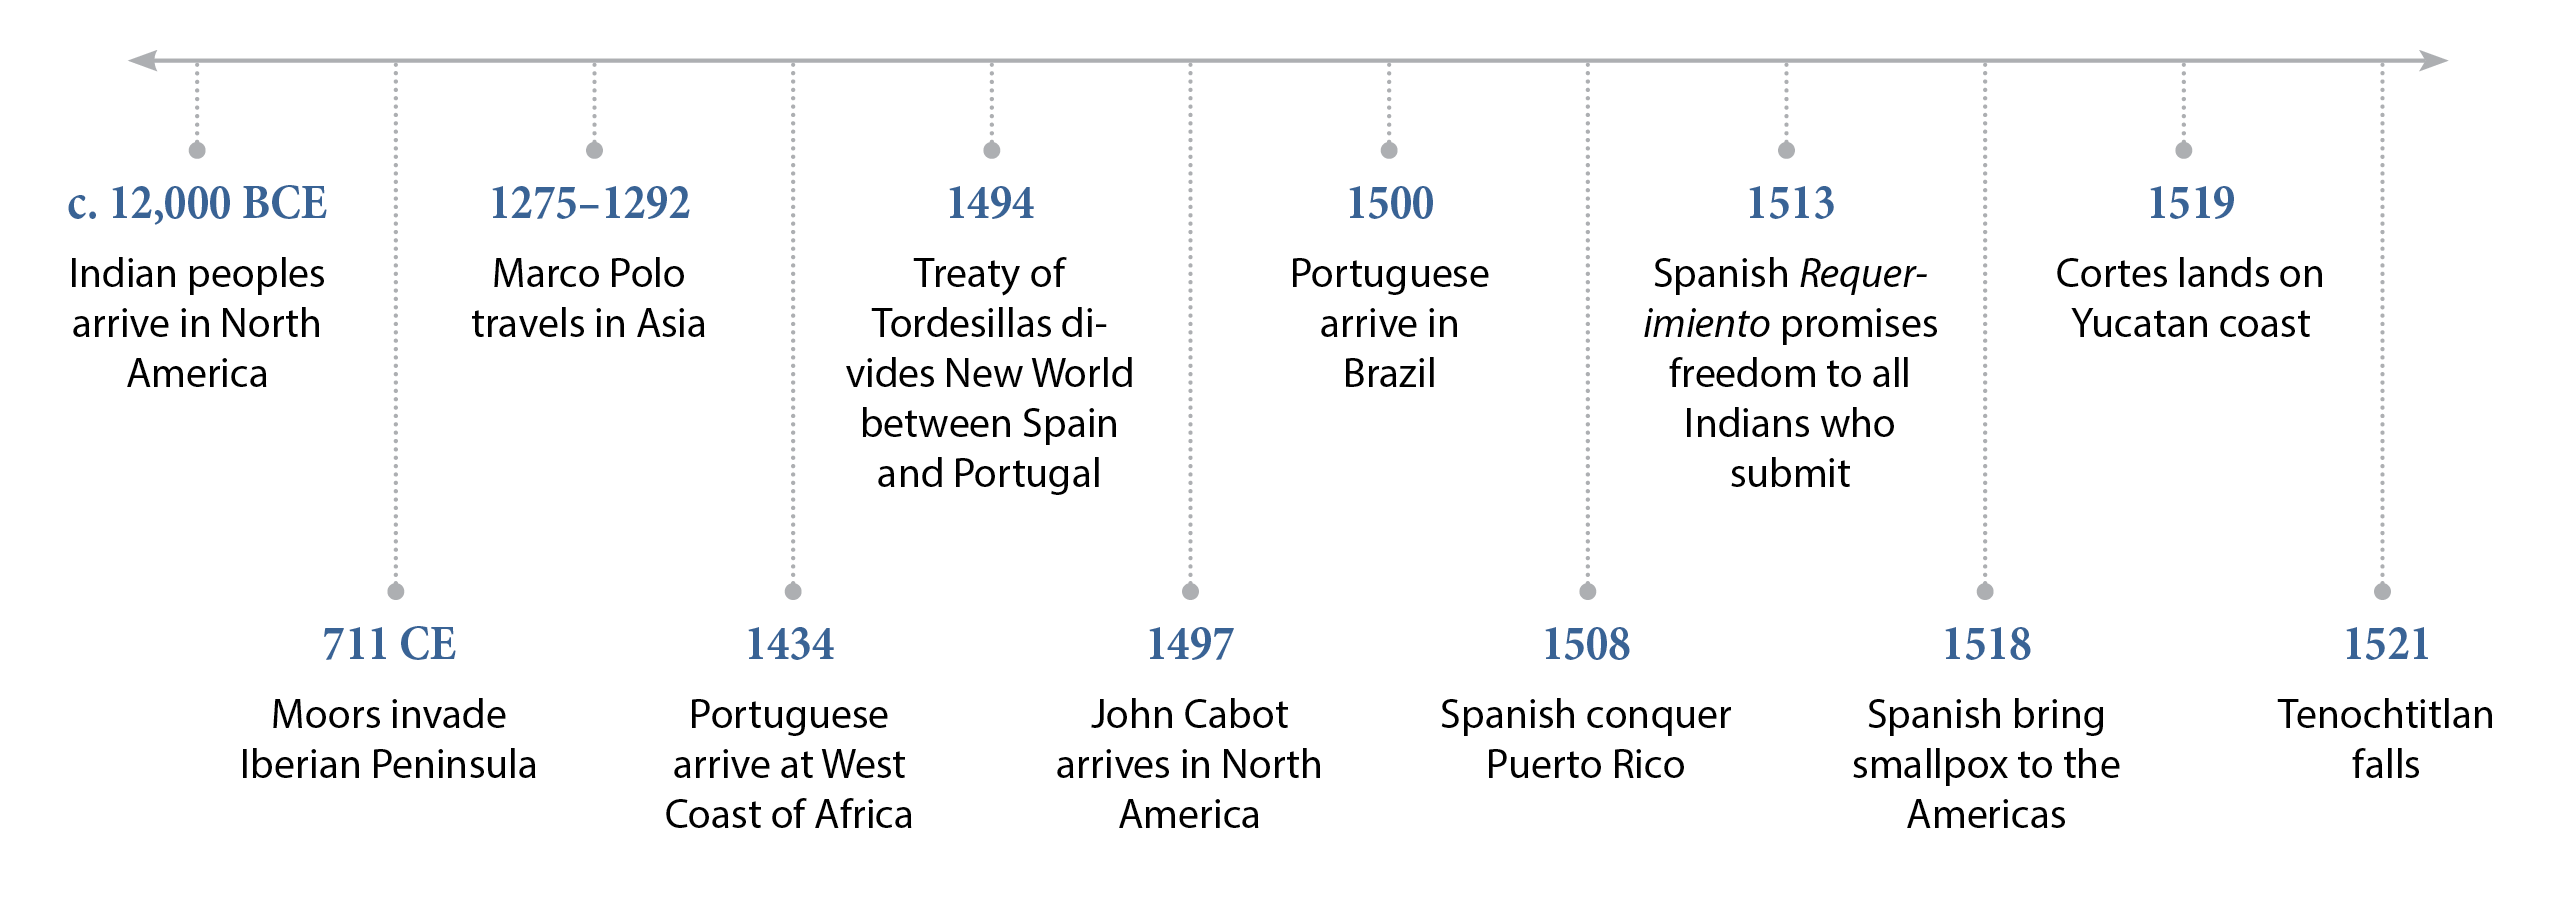 c. 12,000 BCE
Indian peoples
arrive in North
America
711 CE
Moors invade
Iberian Peninsula
1275–1292
Marco Polo
travels in Asia
1434
Portuguese
arrive at West
Coast of Africa
1494
Treaty of
Tordesillas di-
vides New World
between Spain
and Portugal
1497
John Cabot
arrives in North
America
1500
Portuguese
arrive in
Brazil
1508
Spanish conquer
Puerto Rico
1513
Spanish Requer-
imiento promises
freedom to all
Indians who
submit
1518
Spanish bring
smallpox to the
Americas
1519
Cortes lands on
Yucatan coast
1521
Tenochtitlan
falls